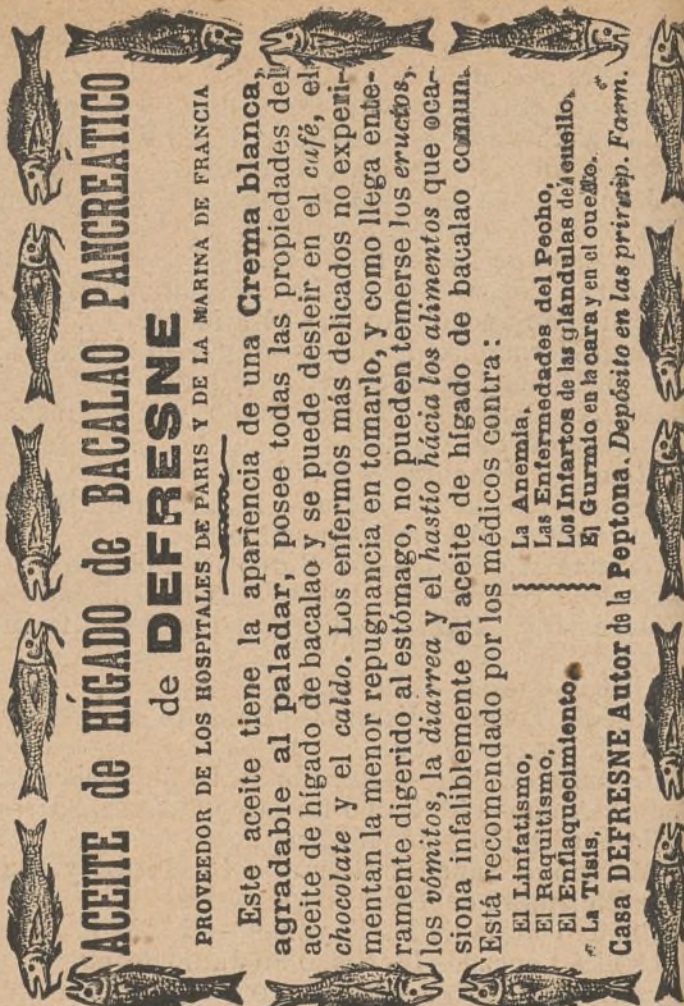 ACEITE de HÍGADO de BACALAO PANCREÁTICO
de DEFRESNE
PROVEEDOR DE LOS HOSPITALES DE PARIS Y DE LA MARINA DE FRANCIA
Este aceite tiene la apariencia de una Crema blanca,
agradable al paladar, posee todas las propiedades del
aceite de hígado de bacalao y se puede desleir en el café, el
chocolate y el caldo. Los enfermos más delicados no experi-
mentan la menor repugnancia en tomarlo, y como llega ente-
ramente digerido al estómago, no pueden temerse los eructos,
los vómitos, la diarrea y el hastio hácia los alimentos que oca-
siona infaliblemente el aceite de hígado de bacalao comun.
Está recomendado por los médicos contra:
El Linfatismo,
El Raquitismo,
El Enflaquecimiento
La Tisis,
La Anemia,
Las Enfermedades del Pecho,
Los Infartos de las glándulas del cuello,
El Gurmio en la cara y en el cuello.
Casa DEFRESNE Autor de la Peptona. Depósito en las prinoip. Farm.